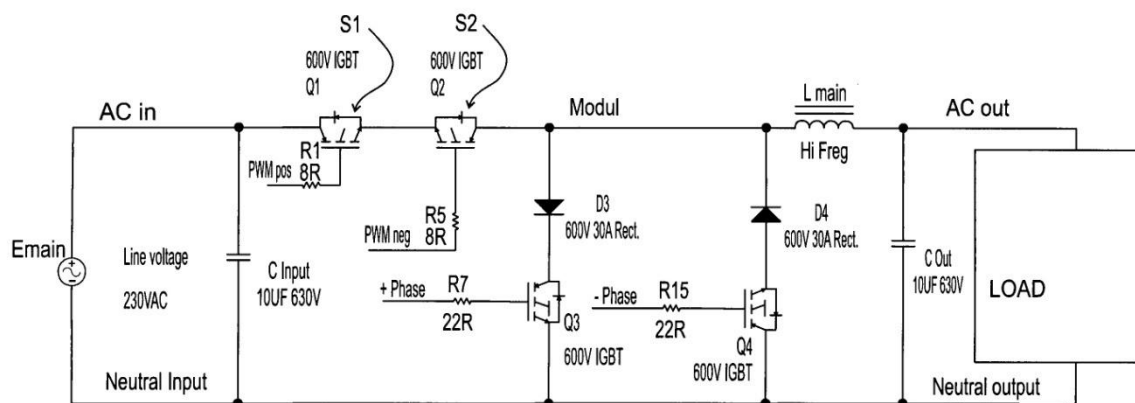 S1
S2
600V IGBT
Q1
600V IGBT
Q2
AC in
Modul
L main
Hi Freq
AC out
R1
8R
PWM pos
R5
8R
PWM neg
D3
600V 30A Rect.
D4
600V 30A Rect.
Emain
Line voltage
230VAC
C Input
10UF 630V
+ Phase
R7
22R
- Phase
R15
22R
Q3
600V IGBT
Q4
600V IGBT
C Out
10UF 630V
LOAD
Neutral Input
Neutral output